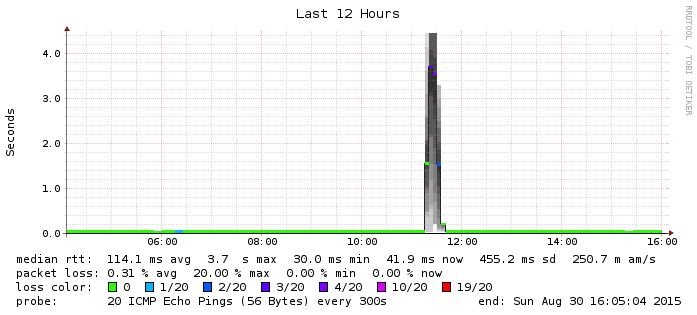 Last 12 Hours
RRDTOOL / TOBI OETIKER
Seconds
4.0
3.0
2.0
1.0
0.0
06:00 08:00 10:00 12:00 14:00 16:00
median rtt: 114.1 ms avg 3.7 s max 30.0 ms min 41.9 ms now 455.2 ms sd 250.7 m am/s
packet loss: 0.31 % avg 20.00 % max 0.00 % min 0.00 % now
loss color: 0 1/20 2/20 3/20 4/20 10/20 19/20
probe: 20 ICMP Echo Pings (56 Bytes) every 300s end: Sun Aug 30 16:05:04 2015